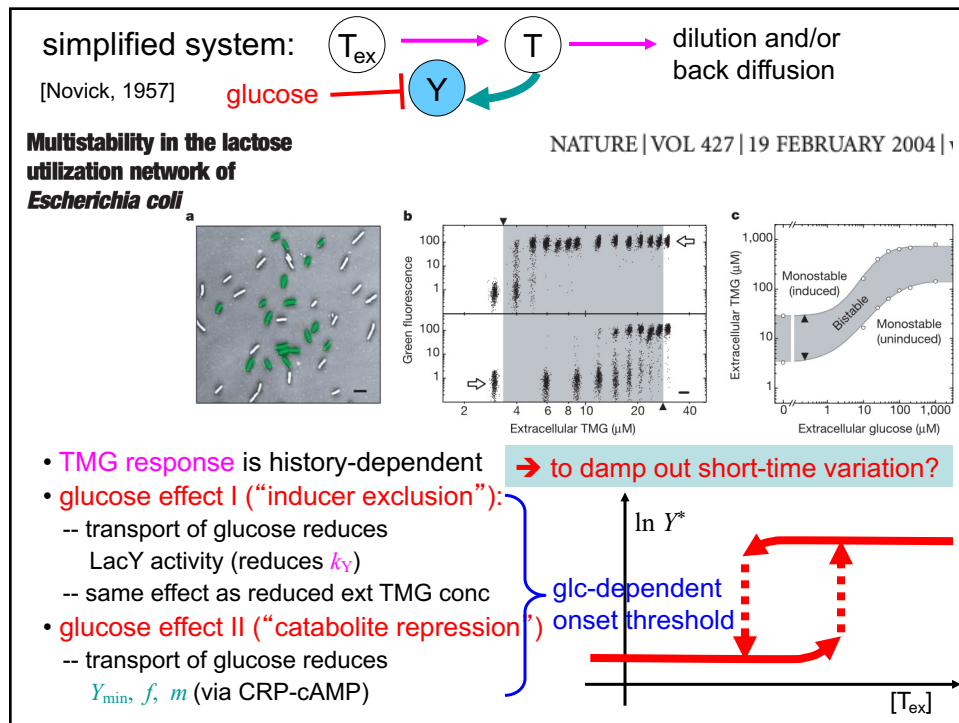 simplified system:
T_ex
T
dilution and/or
back diffusion
[Novick, 1957]
glucose
Y
Multistability in the lactose
utilization network of
Escherichia coli
NATURE | VOL 427 | 19 FEBRUARY 2004 |
a
b
Green fluorescence
100
10
1
100
10
1
2 4 6 8 10 20 40
Extracellular TMG (μM)
c
Extracellular TMG (μM)
1,000
100
10
1
Monostable
(induced)
Bistable
Monostable
(uninduced)
0 1 10 100 1,000
Extracellular glucose (μM)
• TMG response is history-dependent
➔ to damp out short-time variation?
• glucose effect I (“inducer exclusion”):
-- transport of glucose reduces
LacY activity (reduces k_Y)
-- same effect as reduced ext TMG conc
• glucose effect II (“catabolite repression”)
-- transport of glucose reduces
Y_min, f, m (via CRP-cAMP)
glc-dependent
onset threshold
ln Y*
[T_ex]